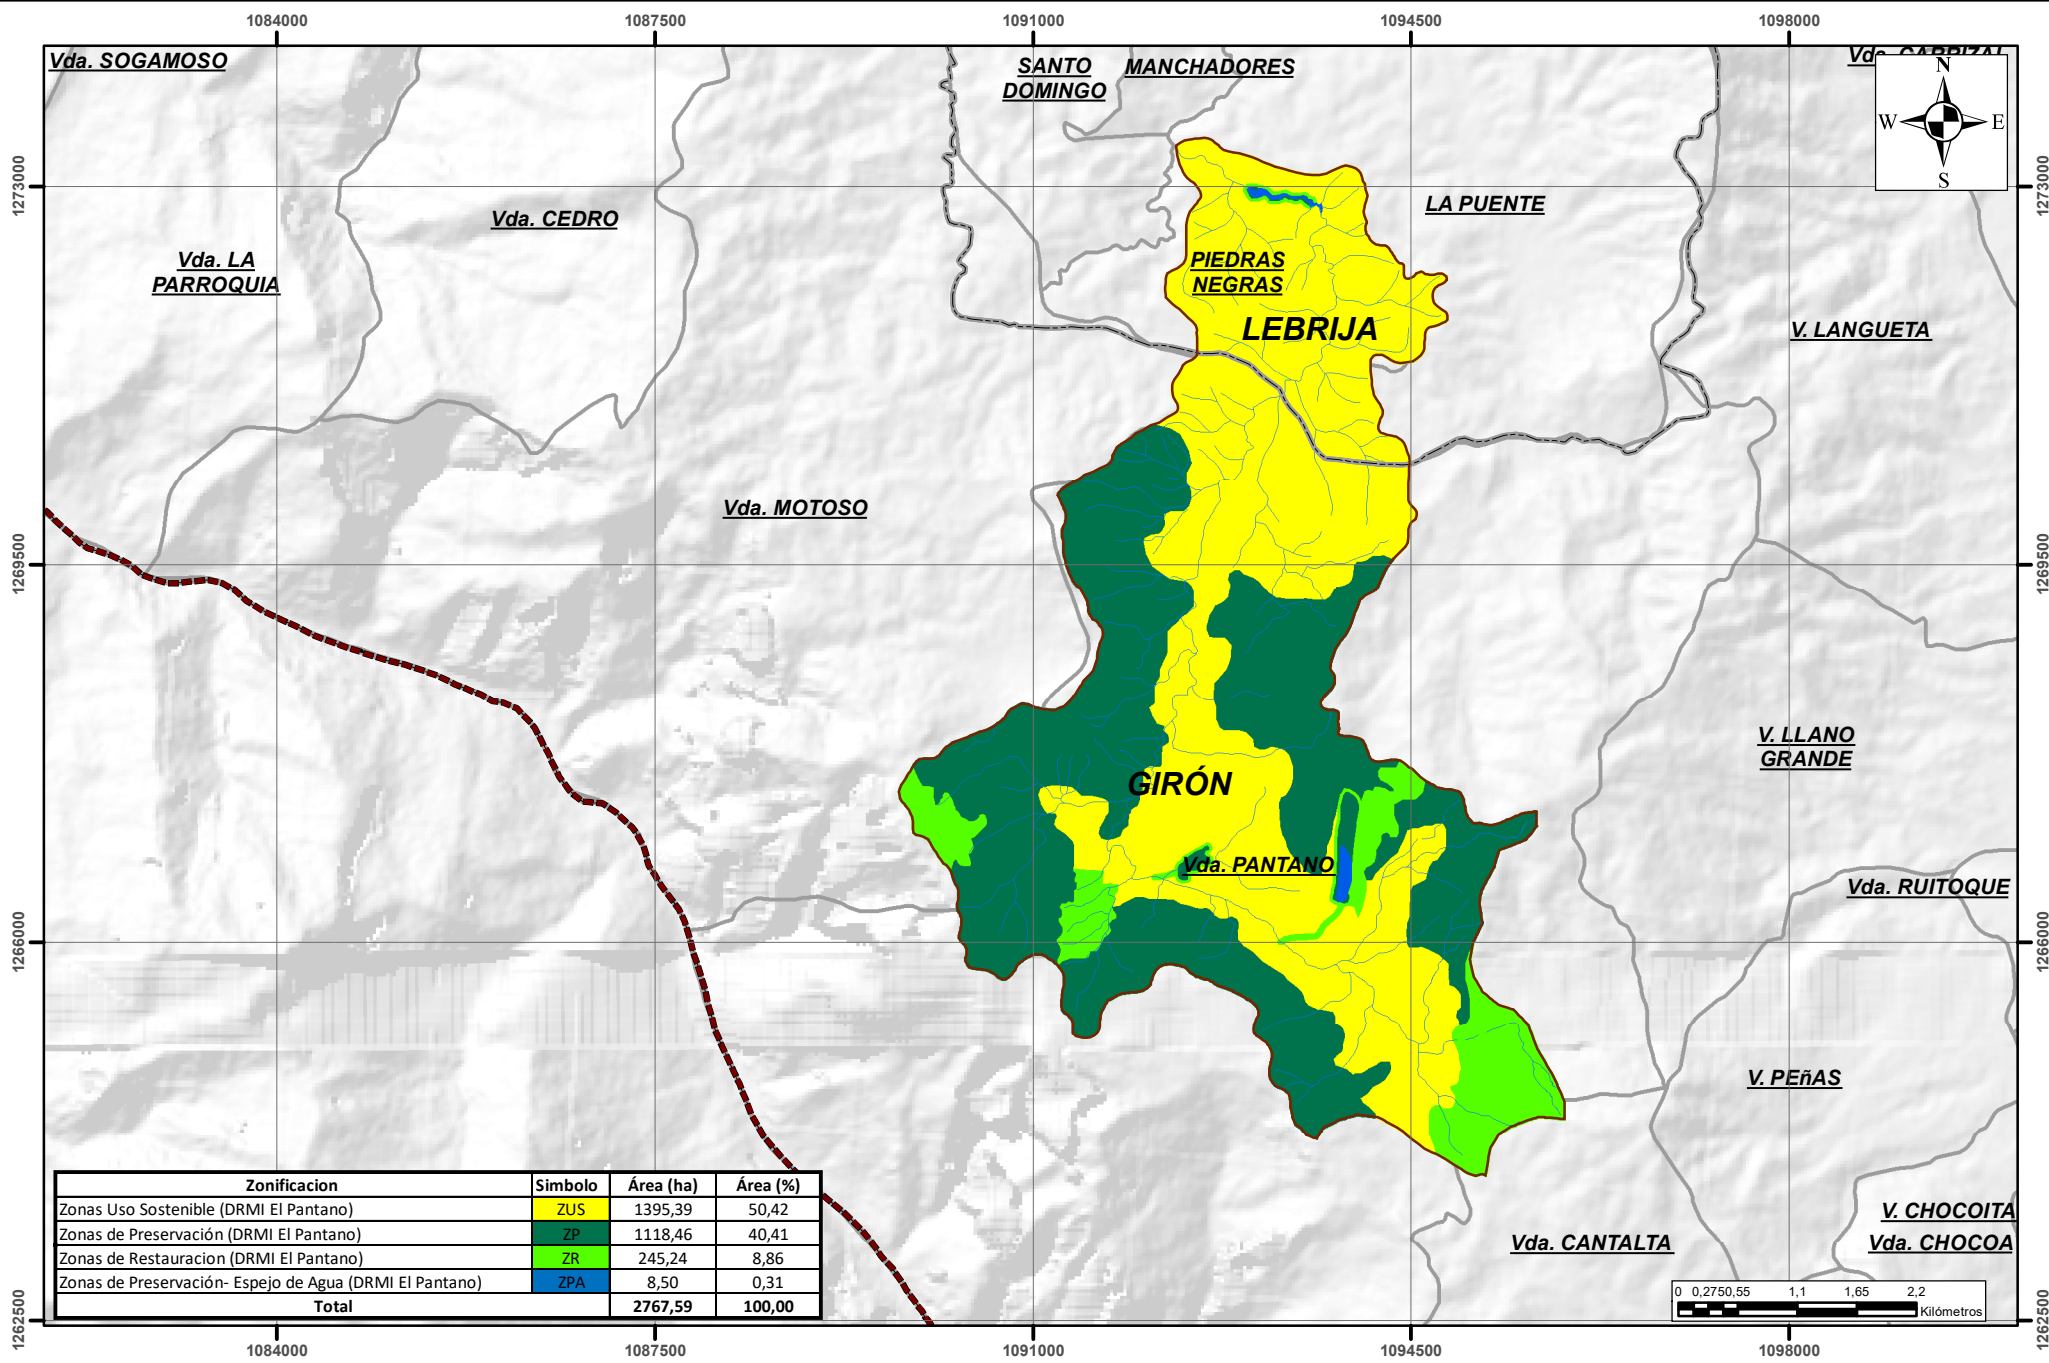 1084000 1087500 1091000 1094500 1098000
Vda. SOGAMOSO
SANTO
DOMINGO
MANCHADORES
Vda. CARRIZAL
N
W E
S
1273000 1273000
Vda. CEDRO
LA PUENTE
Vda. LA
PARROQUIA
PIEDRAS
NEGRAS
LEBRIJA
V. LANGUETA
Vda. MOTOSO
1269500 1269500
V. LLANO
GRANDE
GIRÓN
Vda. PANTANO
Vda. RUITOQUE
1266000 1266000
V. PEñAS
Zonificacion Simbolo Área (ha) Área (%)
Zonas Uso Sostenible (DRMI El Pantano) ZUS 1395,39 50,42
Zonas de Preservación (DRMI El Pantano) ZP 1118,46 40,41
Zonas de Restauracion (DRMI El Pantano) ZR 245,24 8,86
Zonas de Preservación- Espejo de Agua (DRMI El Pantano) ZPA 8,50 0,31
Total 2767,59 100,00
V. CHOCOITA
Vda. CANTALTA
Vda. CHOCOA
0 0,275 0,55 1,1 1,65 2,2
Kilómetros
1262500 1262500
1084000 1087500 1091000 1094500 1098000